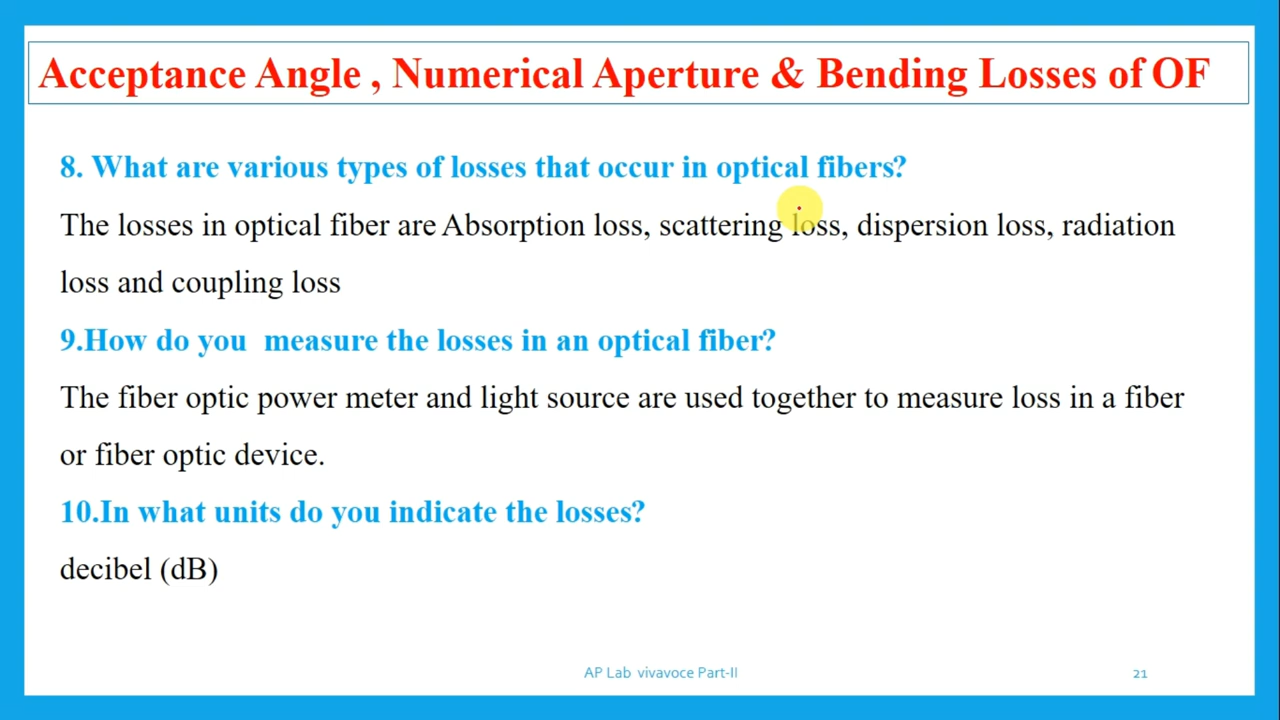 Acceptance Angle , Numerical Aperture & Bending Losses of OF
8. What are various types of losses that occur in optical fibers?
The losses in optical fiber are Absorption loss, scattering loss, dispersion loss, radiation
loss and coupling loss
9.How do you  measure the losses in an optical fiber?
The fiber optic power meter and light source are used together to measure loss in a fiber
or fiber optic device.
10.In what units do you indicate the losses?
decibel (dB)
AP Lab  vivavoce Part-II
21